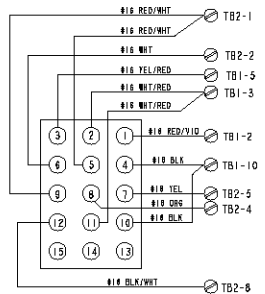 #16 RED/WHT
TB2-1
#16 RED/WHT
#16 WHT
TB2-2
#16 YEL/RED
TB1-5
#16 WHT/RED
TB1-3
#16 WHT/RED
3 2 1
#16 RED/VIO
TB1-2
6 5 4
#16 BLK
TB1-10
9 8 7
#16 YEL
TB2-5
#16 ORG
TB2-4
12 11 10
#16 BLK
15 14 13
#16 BLK/WHT
TB2-8